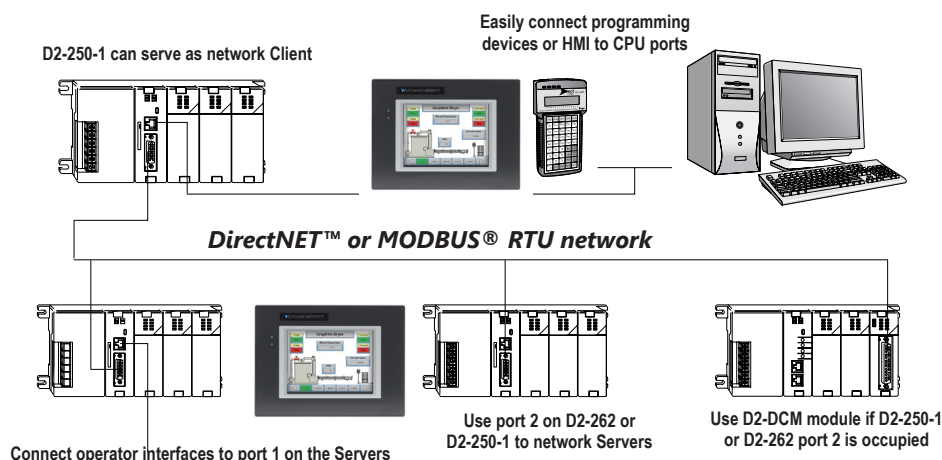 Easily connect programming
devices or HMI to CPU ports
D2-250-1 can serve as network Client
DirectNET™ or MODBUS® RTU network
Use port 2 on D2-262 or
D2-250-1 to network Servers
Use D2-DCM module if D2-250-1
or D2-262 port 2 is occupied
Connect operator interfaces to port 1 on the Servers